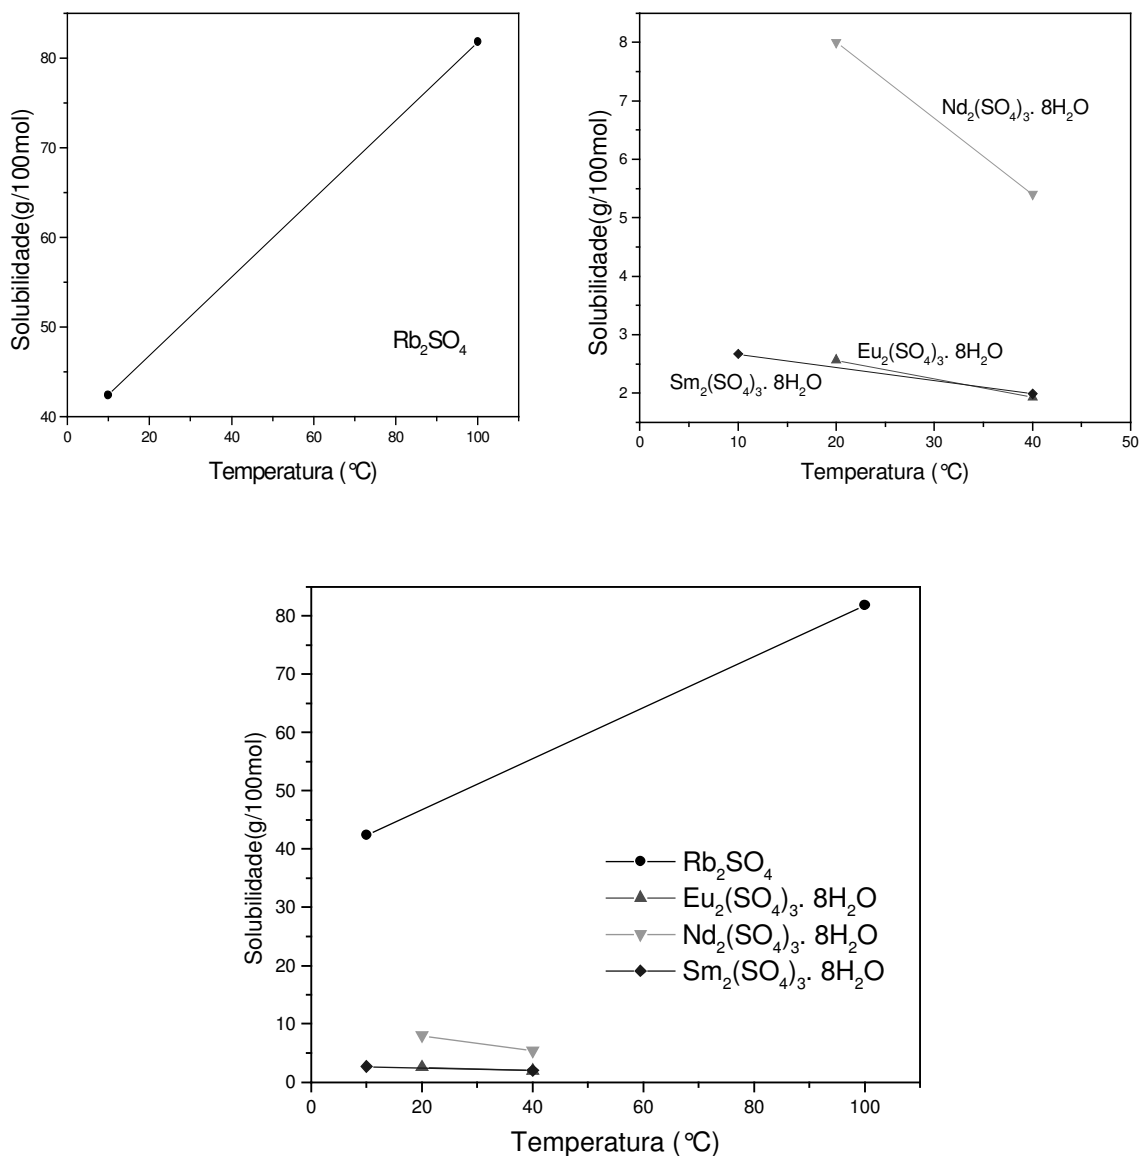 80
70
60
50
40
0
20
40
60
80
100
Solubilidade(g/100mol)
Temperatura (°C)
Rb₂SO₄
8
7
6
5
4
3
2
0
10
20
30
40
50
Solubilidade(g/100mol)
Temperatura (°C)
Nd₂(SO₄)₃. 8H₂O
Eu₂(SO₄)₃. 8H₂O
Sm₂(SO₄)₃. 8H₂O
80
70
60
50
40
30
20
10
0
0
20
40
60
80
100
Solubilidade(g/100mol)
Temperatura (°C)
Rb₂SO₄
Eu₂(SO₄)₃. 8H₂O
Nd₂(SO₄)₃. 8H₂O
Sm₂(SO₄)₃. 8H₂O